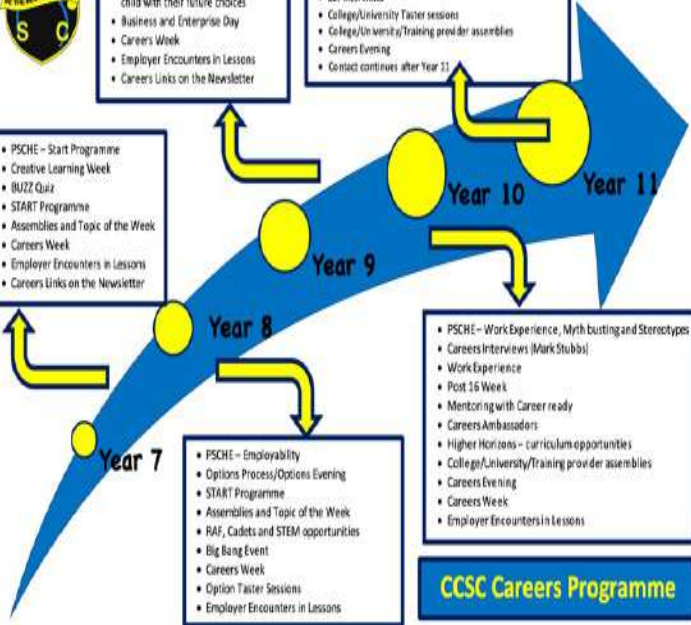 S C
child with their future choices
• Business and Enterprise Day
• Careers Week
• Employer Encounters in Lessons
• Careers Links on the Newsletter
• College/University Taster sessions
• College/University/Training provider assemblies
• Careers Evening
• Contact continues after Year 11
• PSCHE – Start Programme
• Creative Learning Week
• BUZZ Quiz
• START Programme
• Assemblies and Topic of the Week
• Careers Week
• Employer Encounters in Lessons
• Careers Links on the Newsletter
Year 11
Year 10
Year 9
Year 8
Year 7
• PSCHE – Employability
• Options Process/Options Evening
• START Programme
• Assemblies and Topic of the Week
• RAF, Cadets and STEM opportunities
• Big Bang Event
• Careers Week
• Option Taster Sessions
• Employer Encounters in Lessons
• PSCHE – Work Experience, Myth busting and Stereotypes
• Careers Interviews (Mark Stubbs)
• Work Experience
• Post 16 Week
• Mentoring with Career ready
• Careers Ambassadors
• Higher Horizons – curriculum opportunities
• College/University/Training provider assemblies
• Careers Evening
• Careers Week
• Employer Encounters in Lessons
CCSC Careers Programme